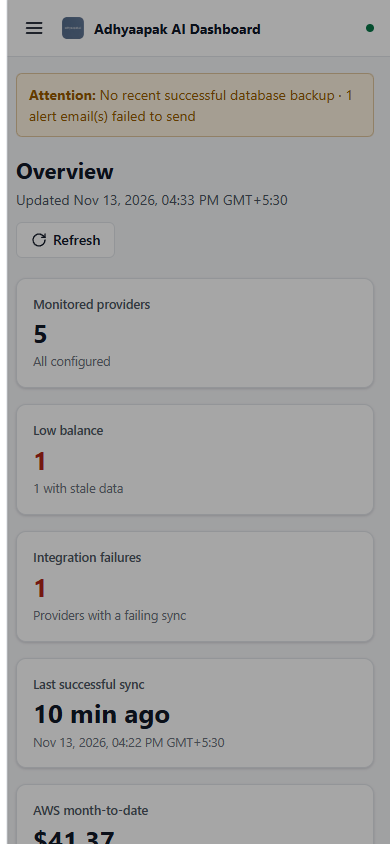 Adhyaapak AI Dashboard
Attention: No recent successful database backup · 1
alert email(s) failed to send
Overview
Updated Nov 13, 2026, 04:33 PM GMT+5:30
Refresh
Monitored providers
5
All configured
Low balance
1
1 with stale data
Integration failures
1
Providers with a failing sync
Last successful sync
10 min ago
Nov 13, 2026, 04:22 PM GMT+5:30
AWS month-to-date
$41.37